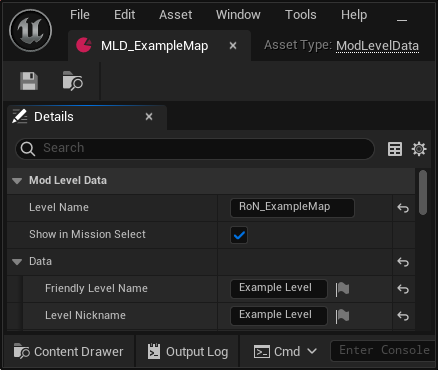 File Edit Asset Window Tools Help
MLD_ExampleMap
Asset Type: ModLevelData
Details
Search
Mod Level Data
Level Name RoN_ExampleMap
Show in Mission Select
Data
Friendly Level Name Example Level
Level Nickname Example Level
Content Drawer Output Log Cmd Enter Console